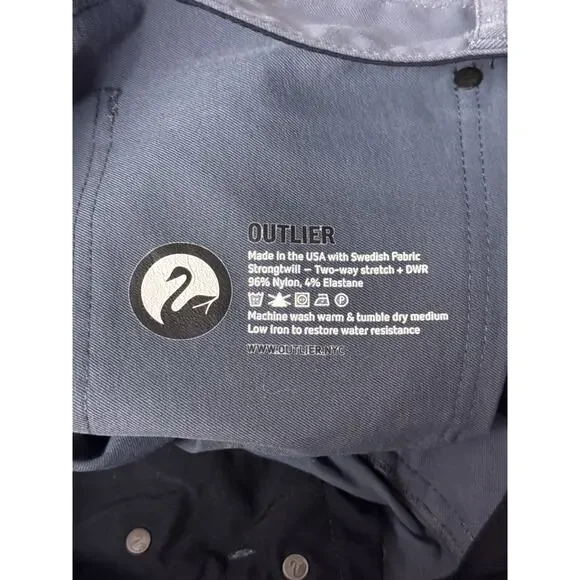 OUTLIER
Made in the USA with Swedish Fabric
Strongtwill — Two-way stretch + DWR
96% Nylon, 4% Elastane
P
Machine wash warm & tumble dry medium
Low iron to restore water resistance
WWW.OUTLIER.NYC